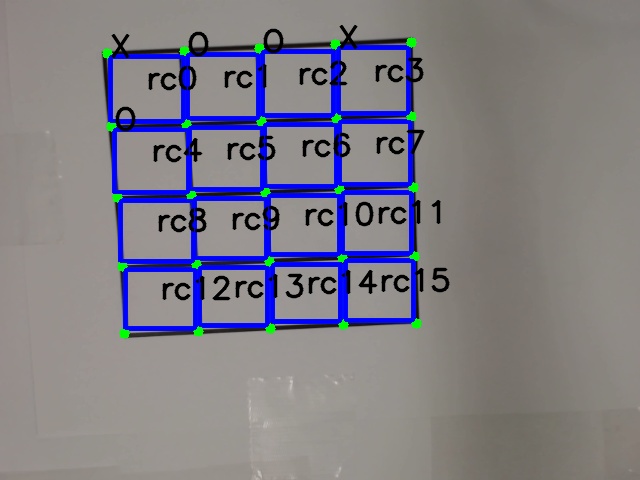 X O O X
rc0 rc1 rc2 rc3
O
rc4 rc5 rc6 rc7
rc8 rc9 rc10 rc11
rc12 rc13 rc14 rc15